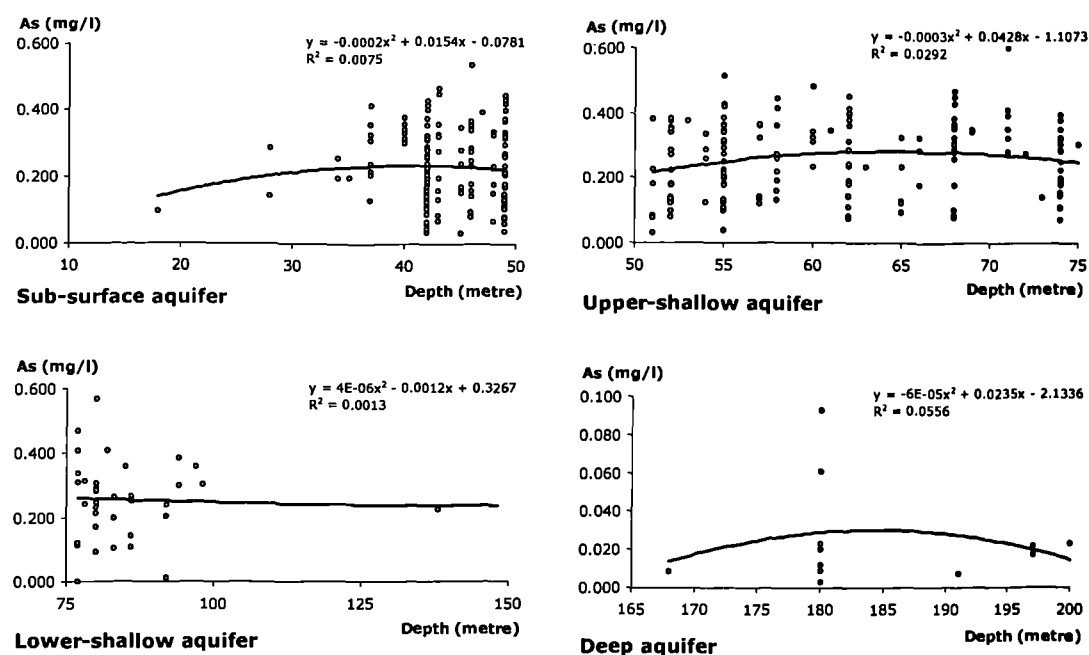 As (mg/l)
y = -0.0002x² + 0.0154x - 0.0781
R² = 0.0075
0.600
0.400
0.200
0.000
10 20 30 40 50
Depth (metre)
Sub-surface aquifer
As (mg/l)
y = -0.0003x² + 0.0428x - 1.1073
R² = 0.0292
0.600
0.400
0.200
0.000
50 55 60 65 70 75
Depth (metre)
Upper-shallow aquifer
As (mg/l)
y = 4E-06x² - 0.0012x + 0.3267
R² = 0.0013
0.600
0.400
0.200
0.000
75 100 125 150
Depth (metre)
Lower-shallow aquifer
As (mg/l)
y = -6E-05x² + 0.0235x - 2.1336
R² = 0.0556
0.100
0.080
0.060
0.040
0.020
0.000
165 170 175 180 185 190 195 200
Depth (metre)
Deep aquifer